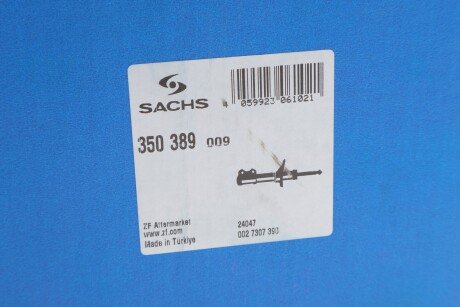 SACHS
4 059923 061021
350 389 009
ZF Aftermarket
www.zf.com
Made in Türkiye
24047
002 7307 390